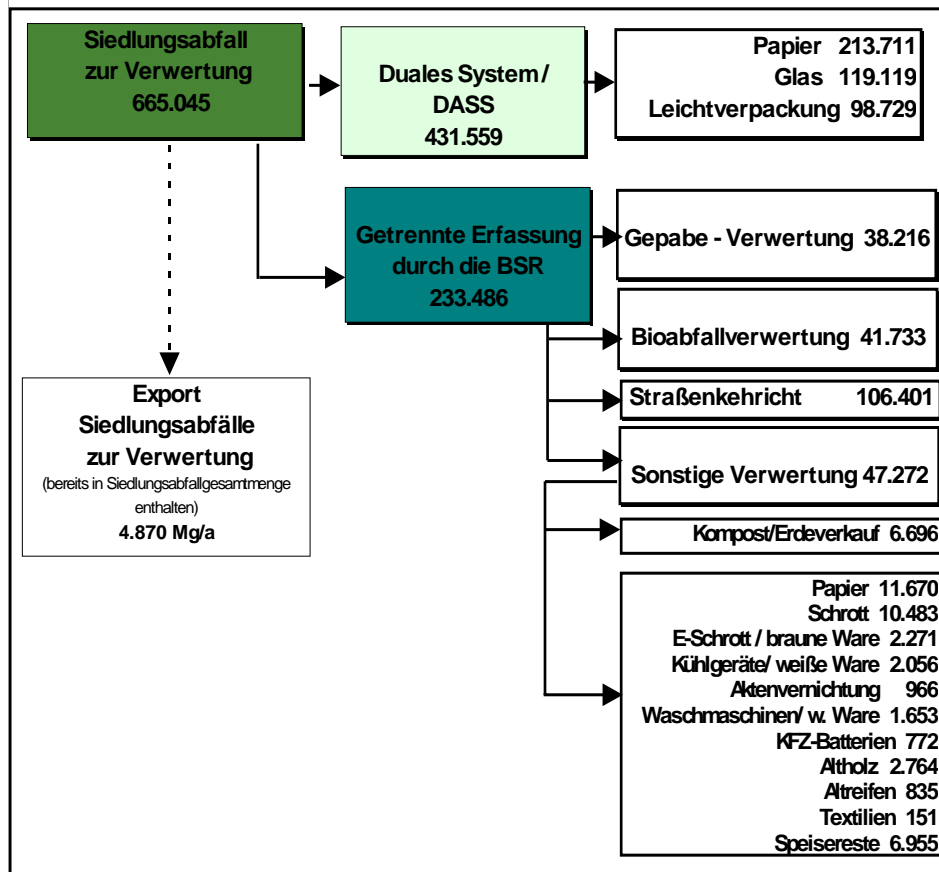 Siedlungsabfall
zur Verwertung
665.045
Duales System /
DASS
431.559
Papier 213.711
Glas 119.119
Leichtverpackung 98.729
Getrennte Erfassung
durch die BSR
233.486
Gepabe - Verwertung 38.216
Bioabfallverwertung 41.733
Straßenkehricht 106.401
Sonstige Verwertung 47.272
Export
Siedlungsabfälle
zur Verwertung
(bereits in Siedlungsabfallgesamtmenge
enthalten)
4.870 Mg/a
Kompost/Erdeverkauf 6.696
Papier 11.670
Schrott 10.483
E-Schrott / braune Ware 2.271
Kühlgeräte/ weiße Ware 2.056
Aktenvernichtung 966
Waschmaschinen/ w. Ware 1.653
KFZ-Batterien 772
Altholz 2.764
Altreifen 835
Textilien 151
Speisereste 6.955